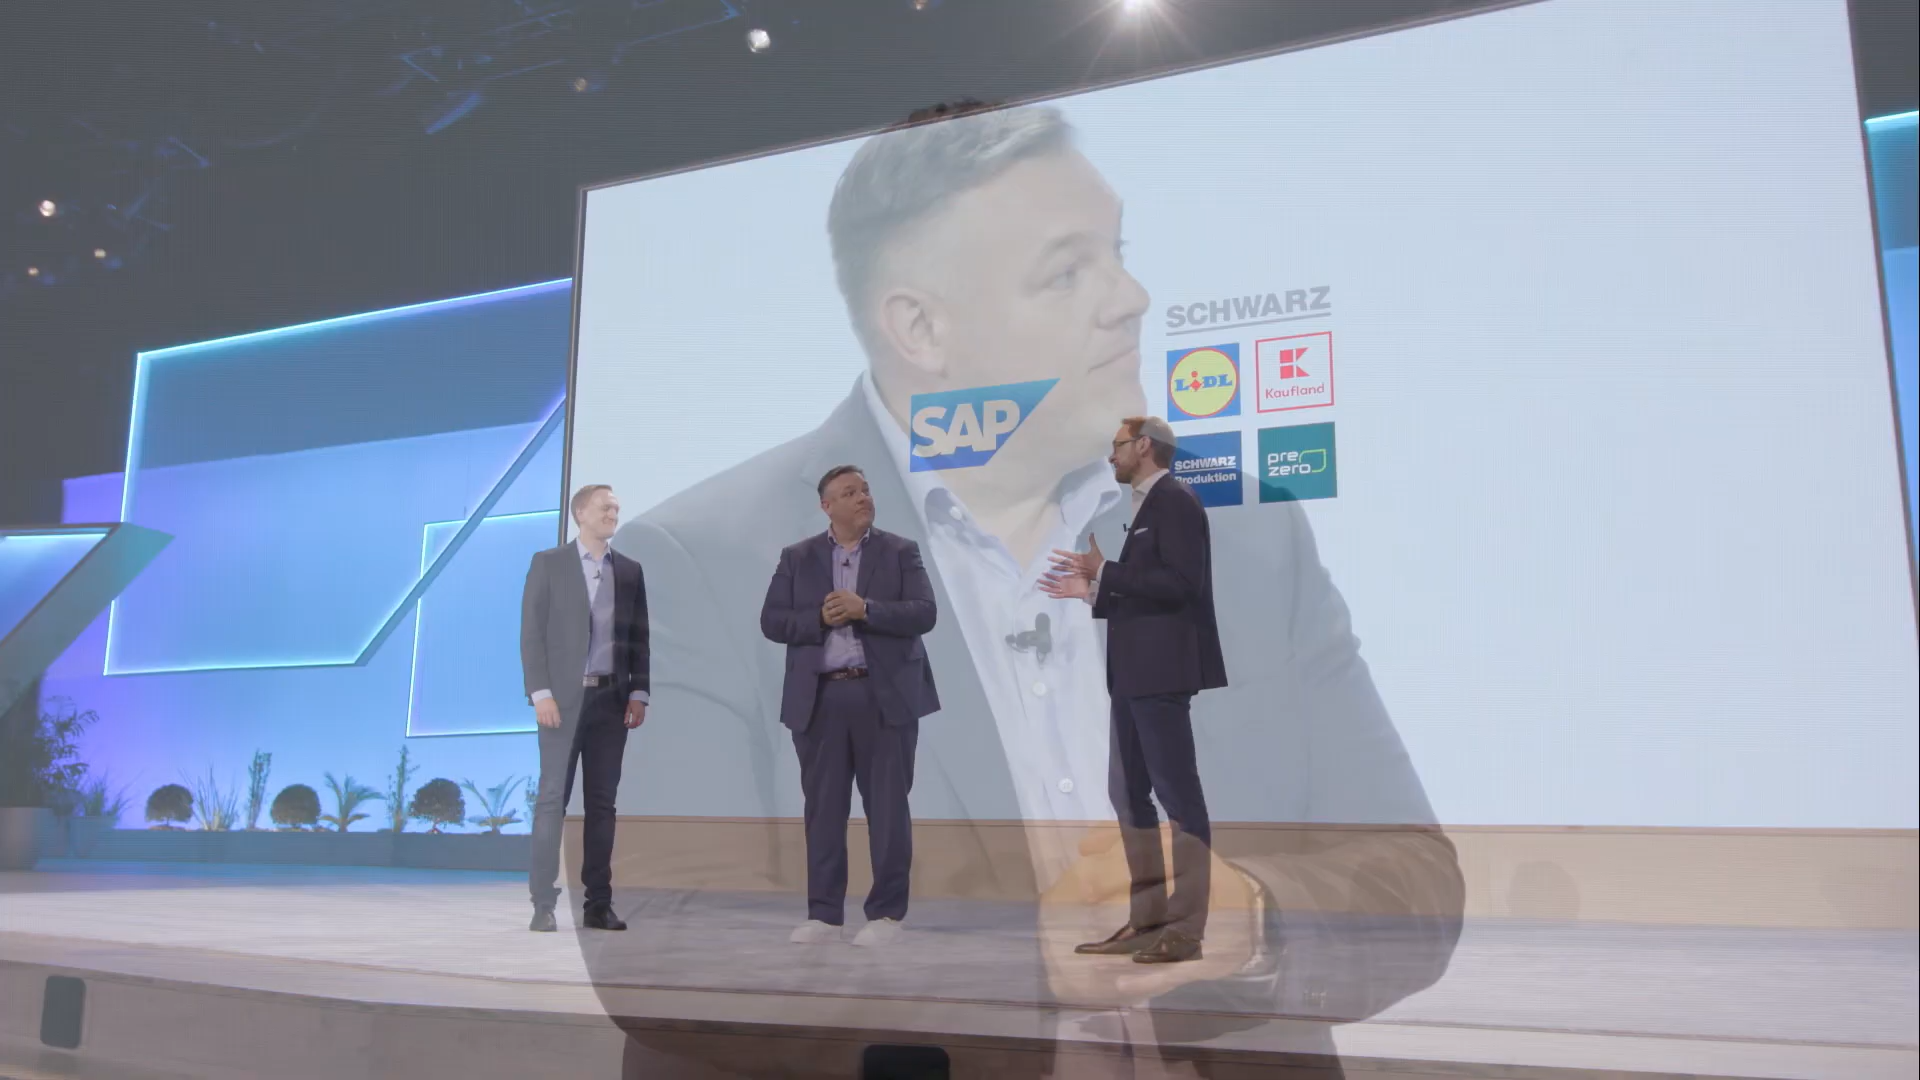 SAP
SCHWARZ
LIDL
Kaufland
SCHWARZ
Produktion
pre
zero